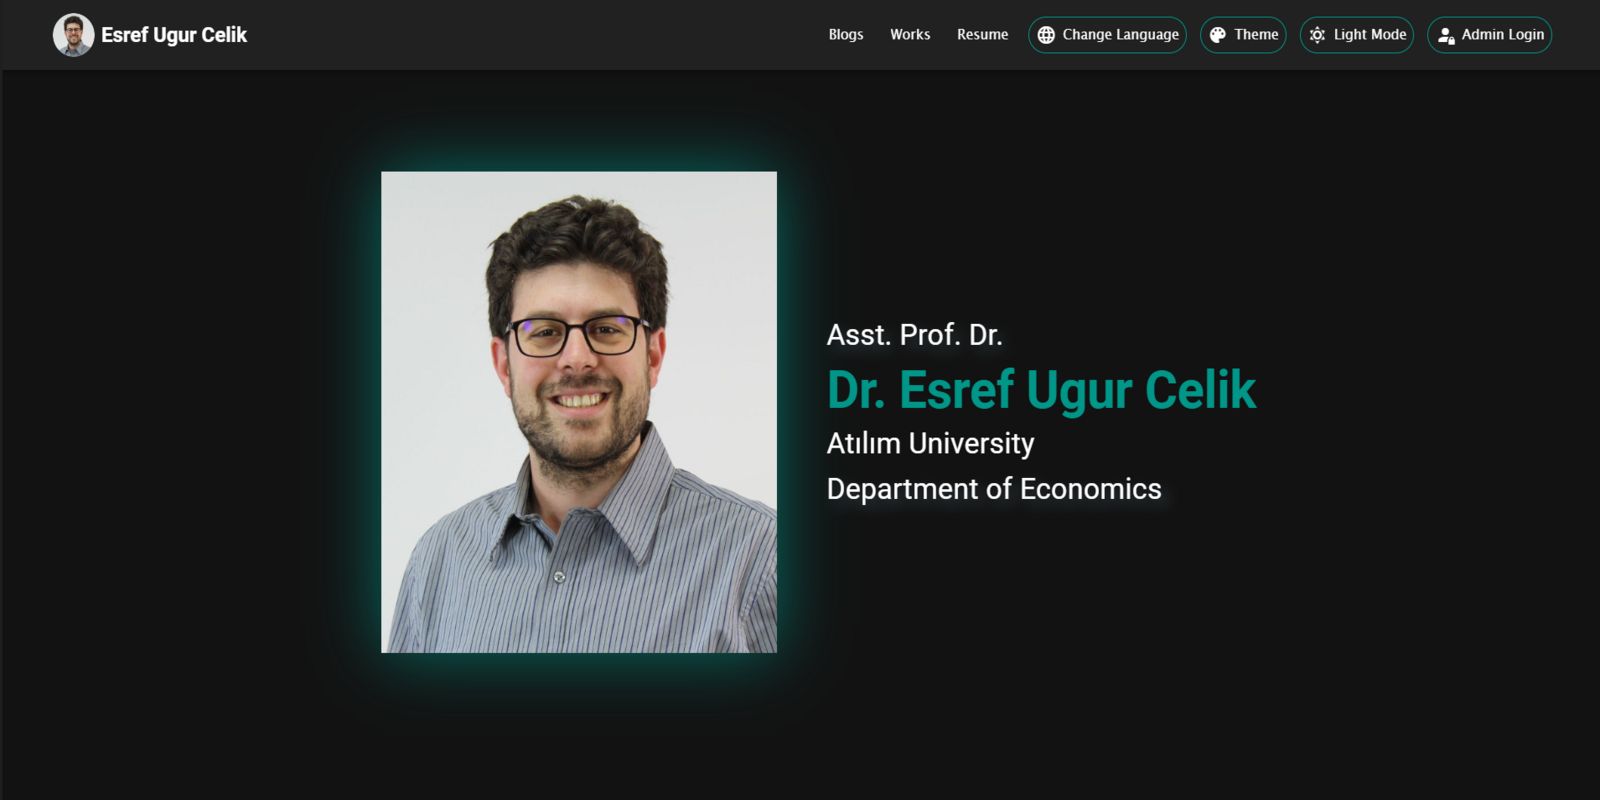 Esref Ugur Celik
Blogs
Works
Resume
Change Language
Theme
Light Mode
Admin Login
Asst. Prof. Dr.
Dr. Esref Ugur Celik
Atılım University
Department of Economics